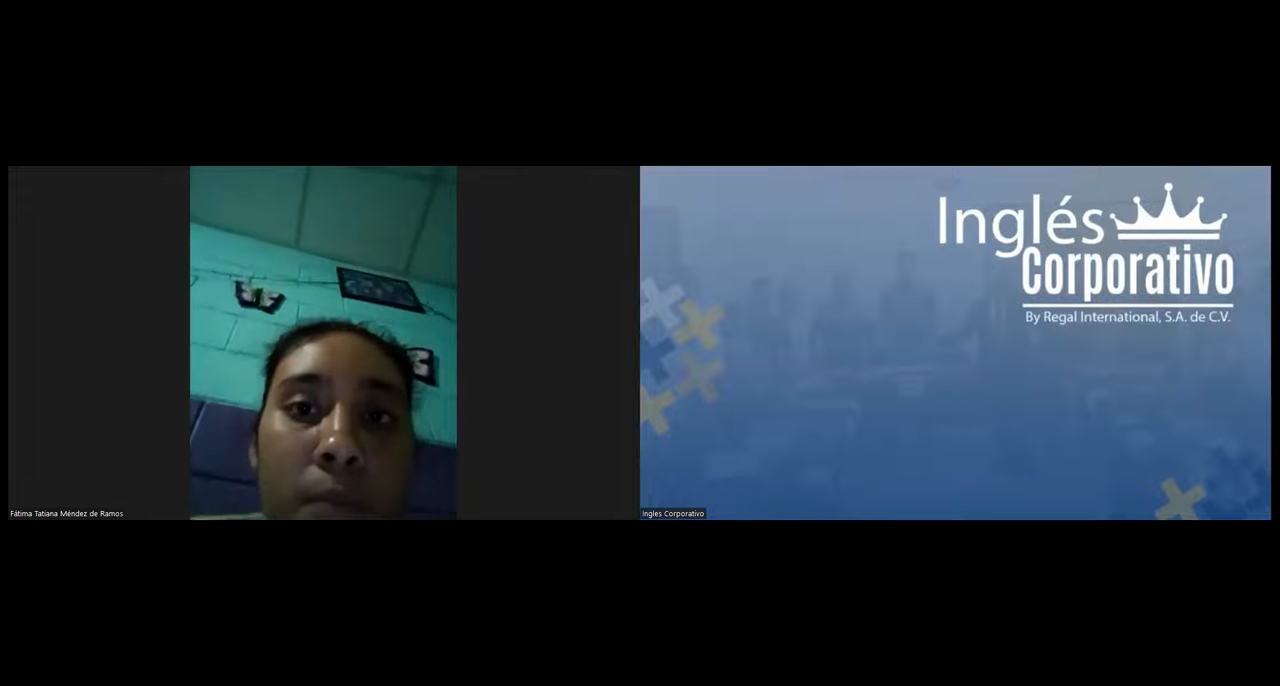 Inglés
Corporativo
By Regal International, S.A. de C.V.
Fátima Tatiana Méndez de Ramos
Ingles Corporativo